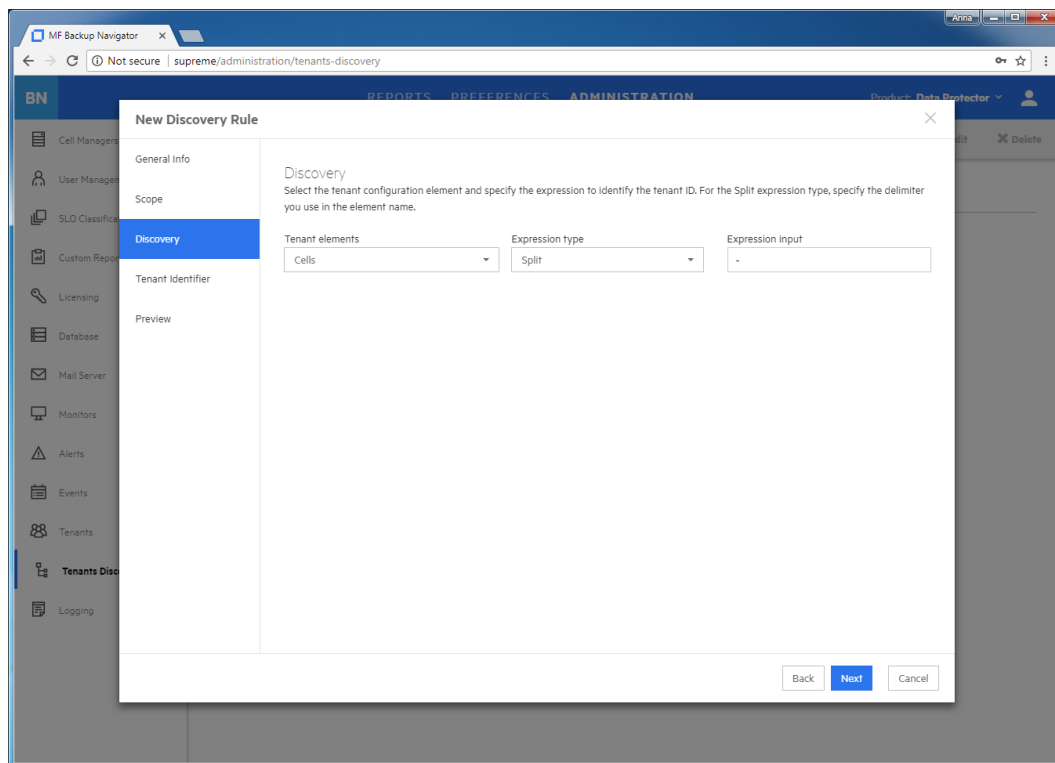 Anna
MF Backup Navigator
Not secure | supreme/administration/tenants-discovery
BN
REPORTS PREFERENCES ADMINISTRATION
Product: Data Protector
New Discovery Rule
dit
Delete
General Info
Scope
Discovery
Tenant Identifier
Preview
Discovery
Select the tenant configuration element and specify the expression to identify the tenant ID. For the Split expression type, specify the delimiter
you use in the element name.
Tenant elements
Expression type
Expression input
Cells
Split
-
Cell Managers
User Managem
SLO Classifica
Custom Repor
Licensing
Database
Mail Server
Monitors
Alerts
Events
Tenants
Tenants Disc
Logging
Back
Next
Cancel